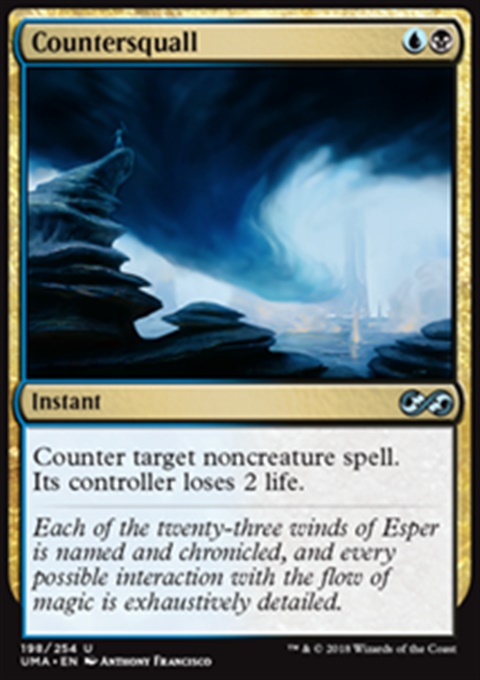 Countersquall
Instant
Counter target noncreature spell.
Its controller loses 2 life.
Each of the twenty-three winds of Esper
is named and chronicled, and every
possible interaction with the flow of
magic is exhaustively detailed.
198/254 U
UMA • EN Anthony Francisco
™ & © 2018 Wizards of the Coast